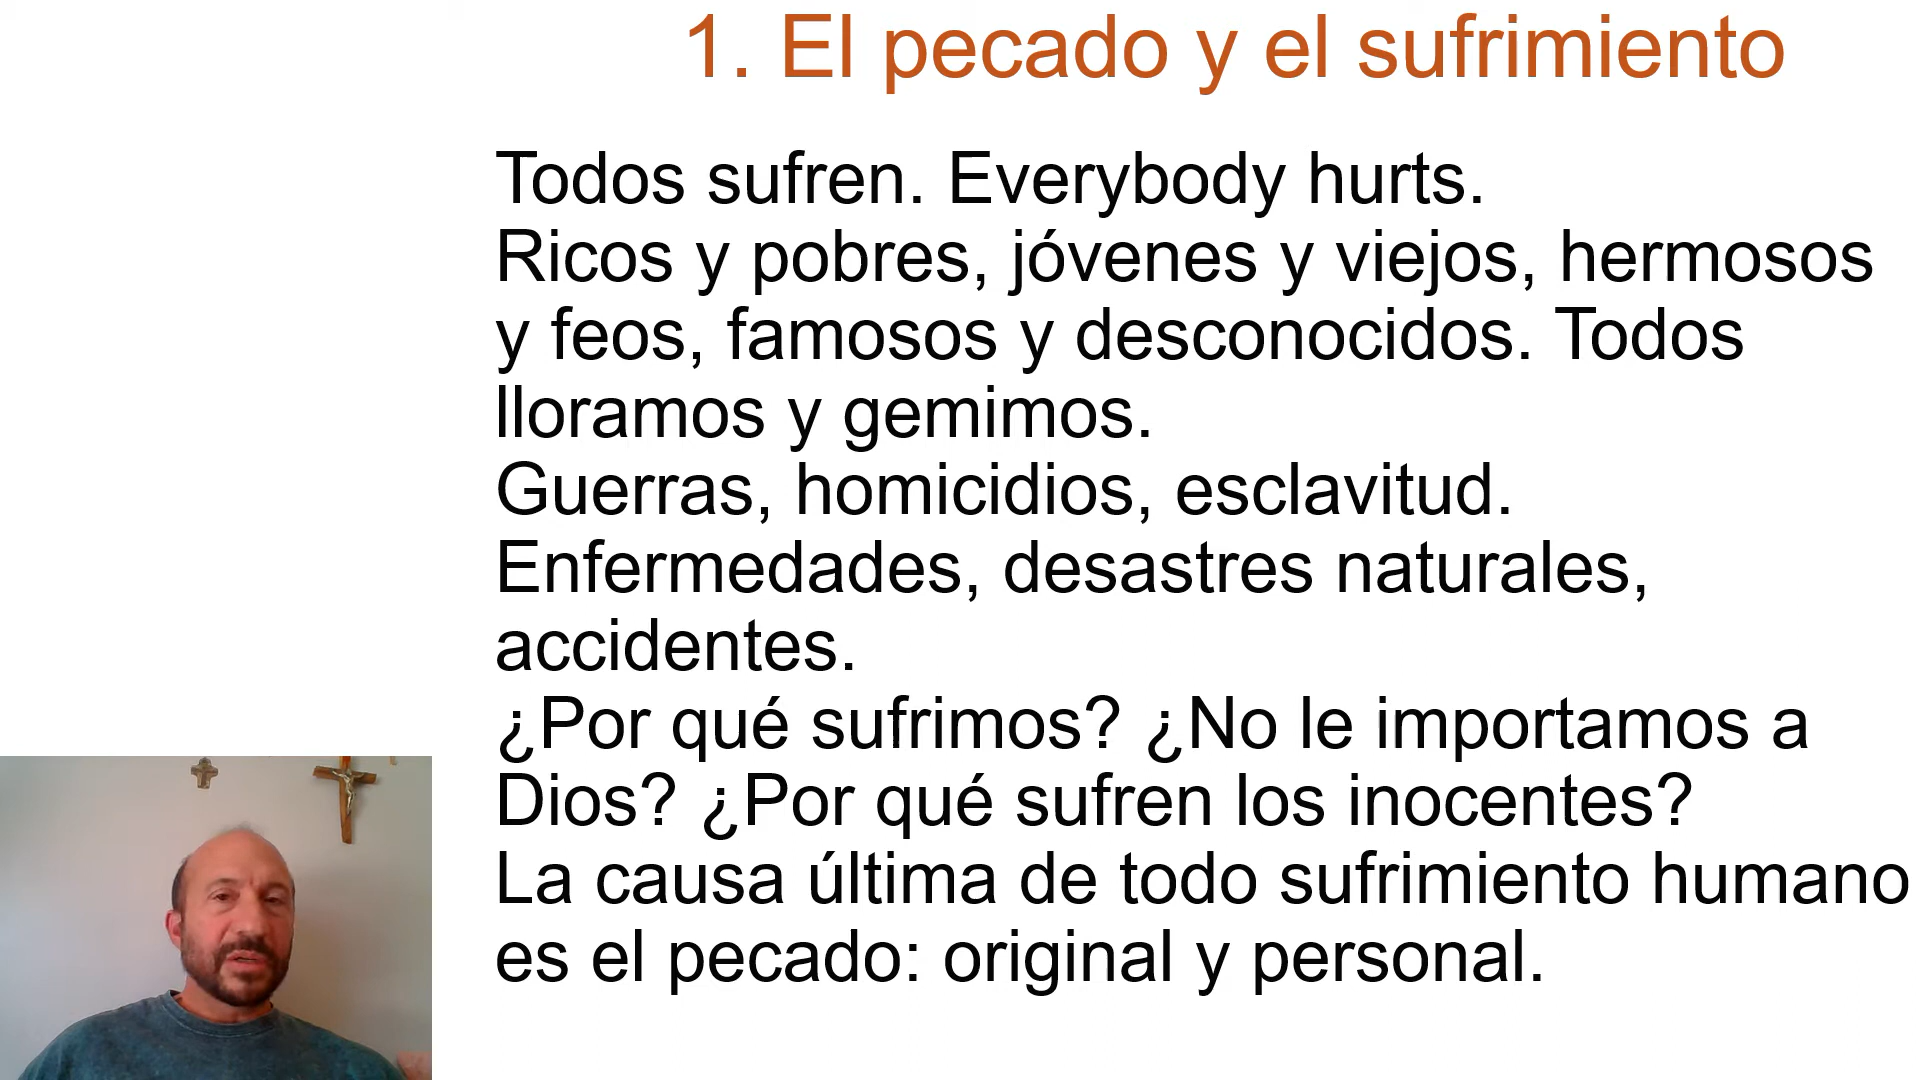 1. El pecado y el sufrimiento
Todos sufren. Everybody hurts.
Ricos y pobres, jóvenes y viejos, hermosos
y feos, famosos y desconocidos. Todos
lloramos y gemimos.
Guerras, homicidios, esclavitud.
Enfermedades, desastres naturales,
accidentes.
¿Por qué sufrimos? ¿No le importamos a
Dios? ¿Por qué sufren los inocentes?
La causa última de todo sufrimiento humano
es el pecado: original y personal.